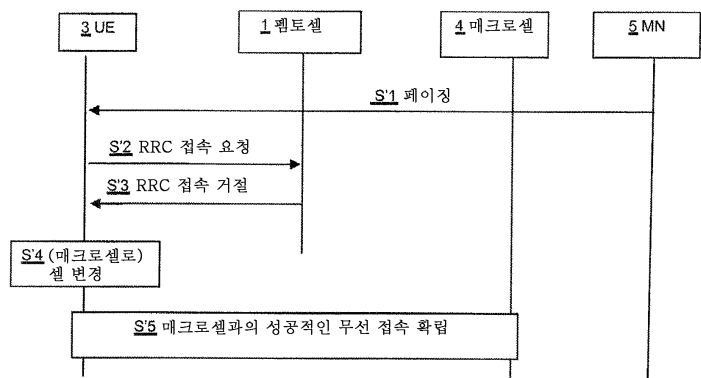 3 UE
1 펨토셀
4 매크로셀
5 MN
S'1 페이징
S'2 RRC 접속 요청
S'3 RRC 접속 거절
S'4 (매크로셀로)
셀 변경
S'5 매크로셀과의 성공적인 무선 접속 확립